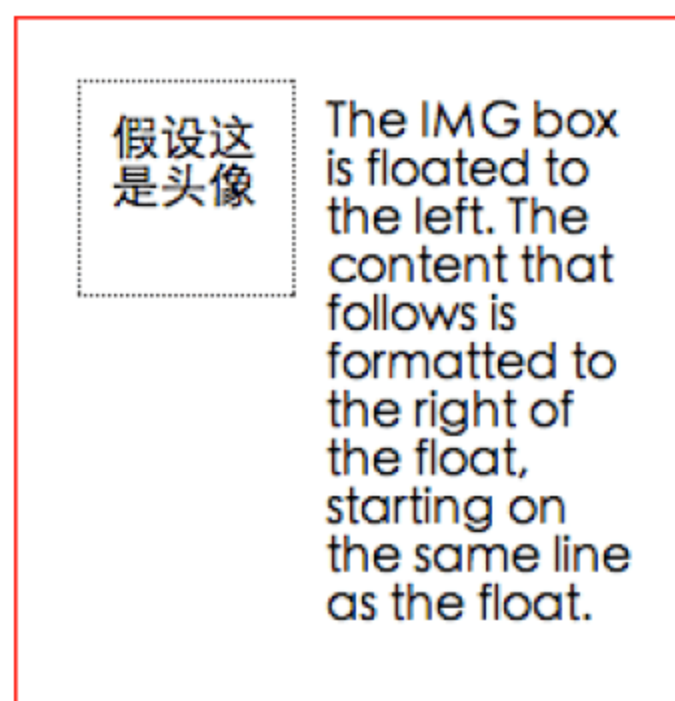 假设这
是头像
The IMG box
is floated to
the left. The
content that
follows is
formatted to
the right of
the float,
starting on
the same line
as the float.